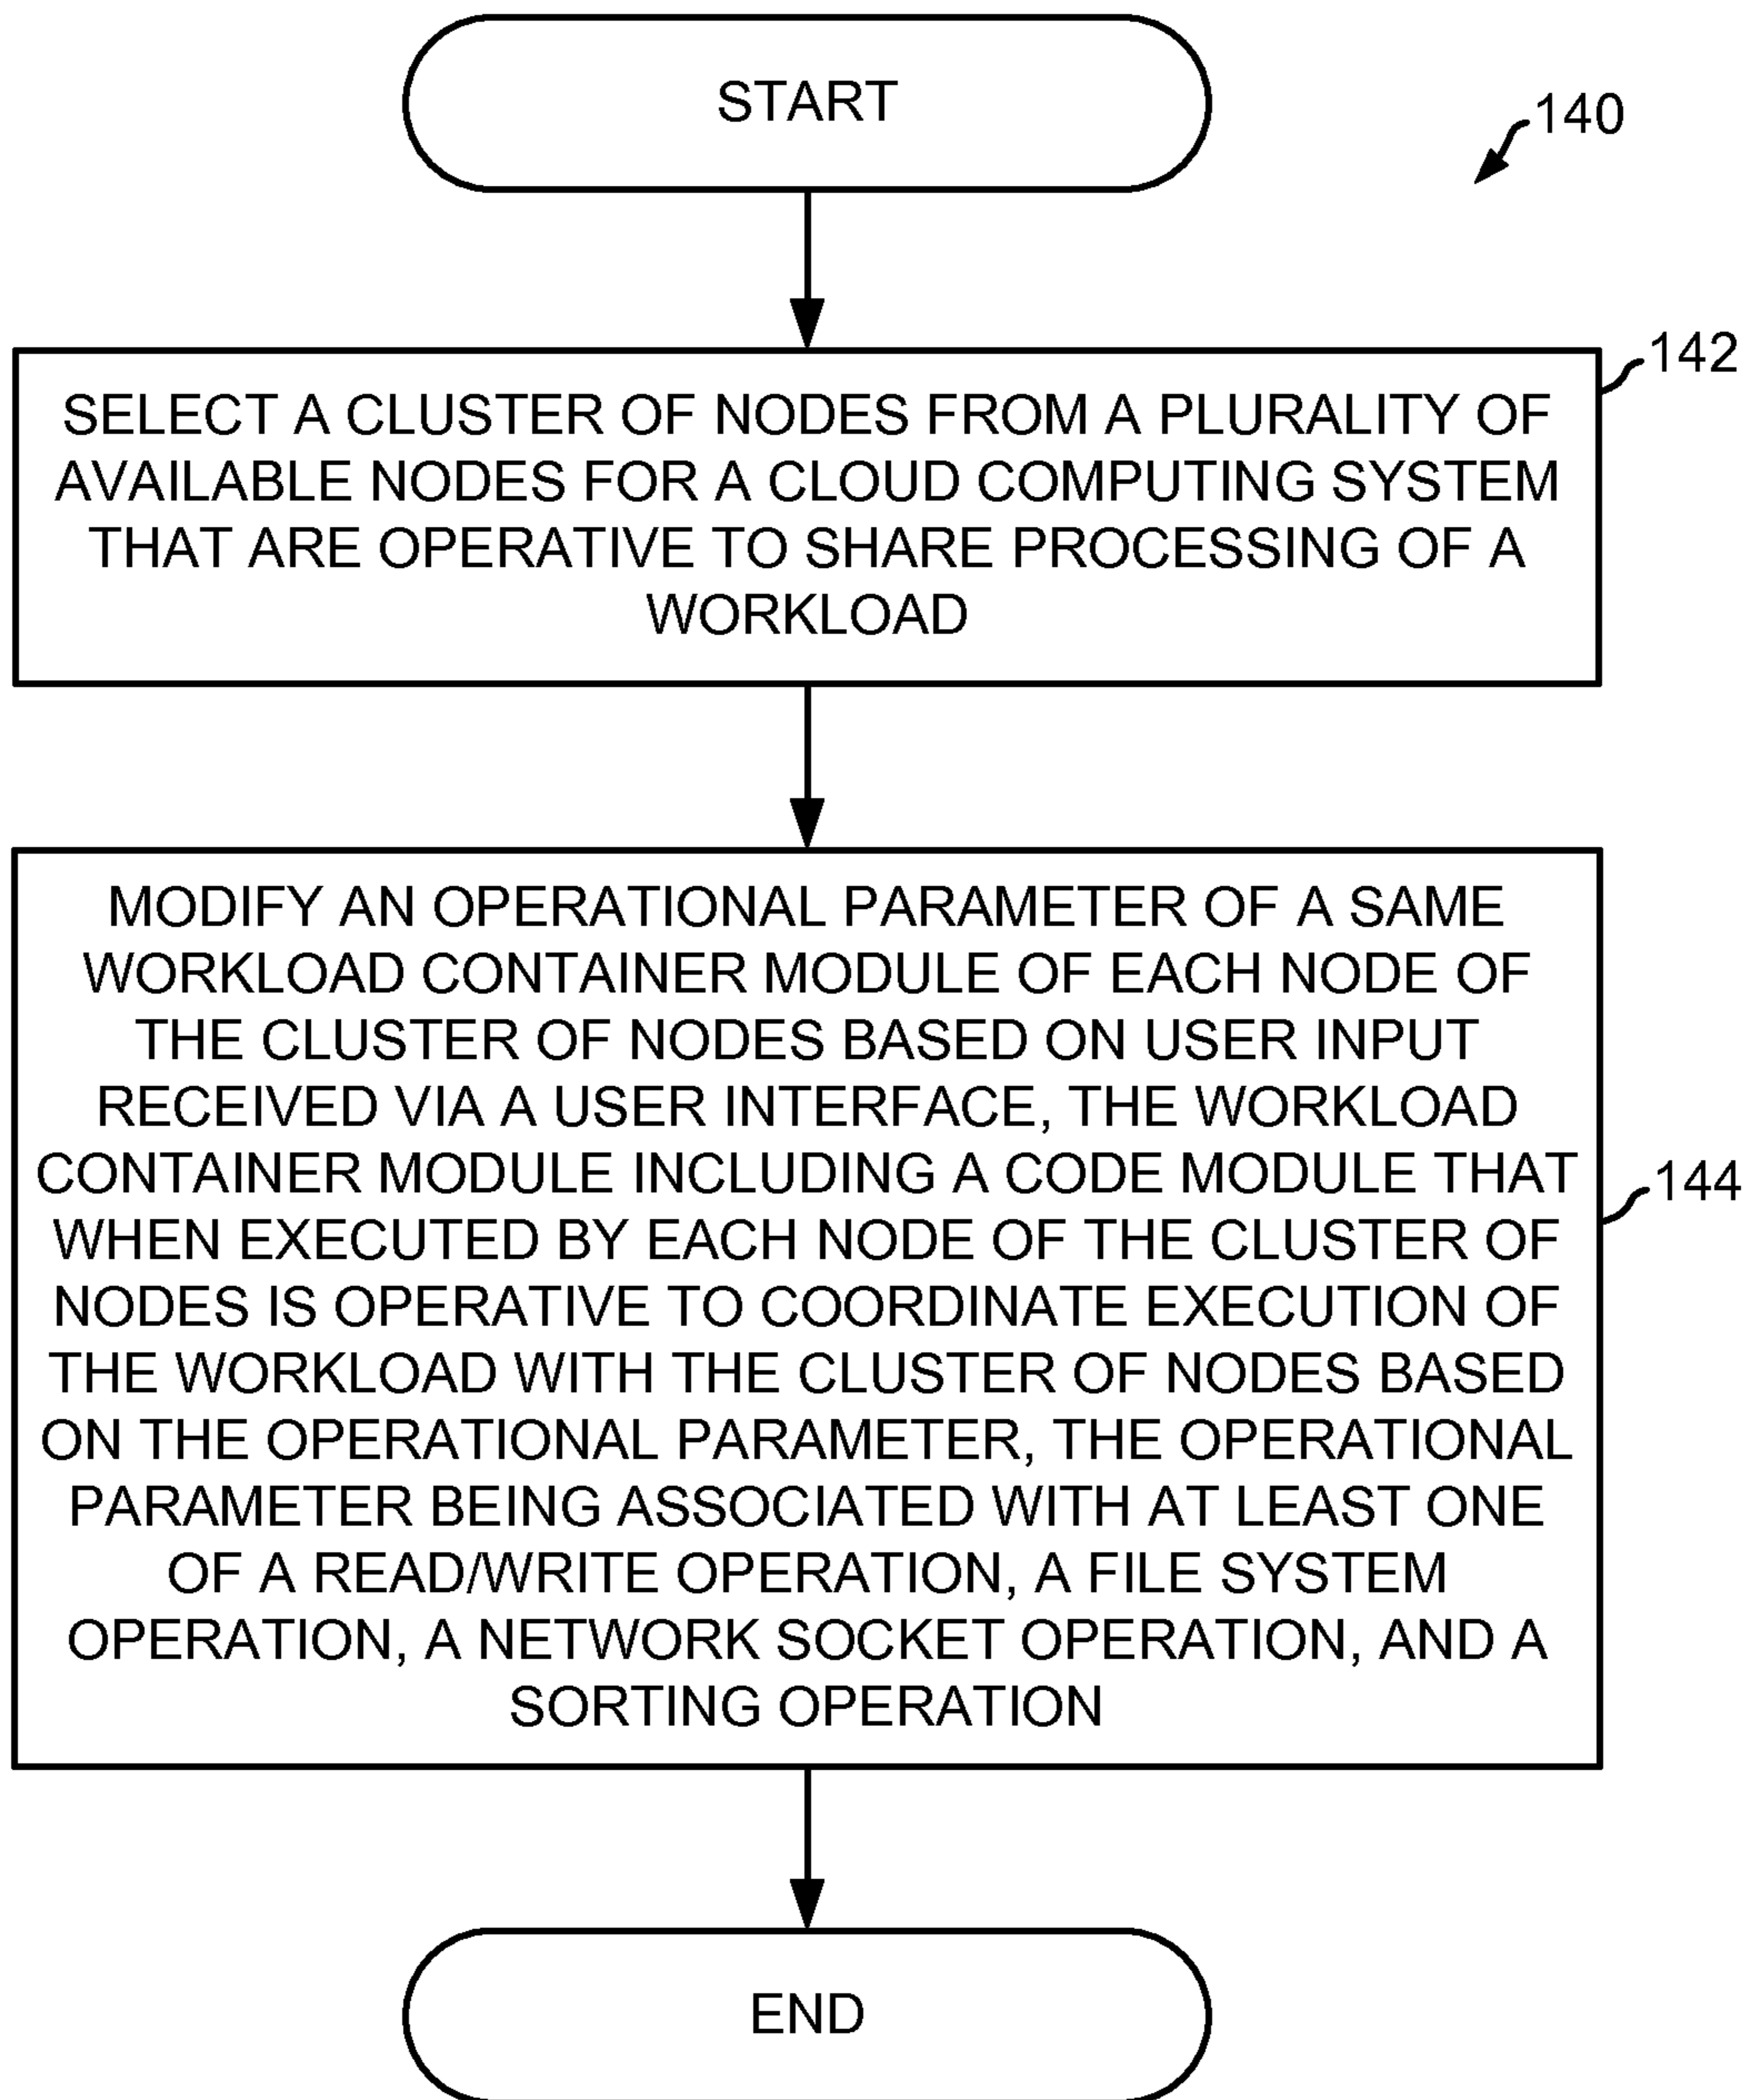 START
140
142
SELECT A CLUSTER OF NODES FROM A PLURALITY OF
AVAILABLE NODES FOR A CLOUD COMPUTING SYSTEM
THAT ARE OPERATIVE TO SHARE PROCESSING OF A
WORKLOAD
MODIFY AN OPERATIONAL PARAMETER OF A SAME
WORKLOAD CONTAINER MODULE OF EACH NODE OF
THE CLUSTER OF NODES BASED ON USER INPUT
RECEIVED VIA A USER INTERFACE, THE WORKLOAD
CONTAINER MODULE INCLUDING A CODE MODULE THAT
WHEN EXECUTED BY EACH NODE OF THE CLUSTER OF
NODES IS OPERATIVE TO COORDINATE EXECUTION OF
THE WORKLOAD WITH THE CLUSTER OF NODES BASED
ON THE OPERATIONAL PARAMETER, THE OPERATIONAL
PARAMETER BEING ASSOCIATED WITH AT LEAST ONE
OF A READ/WRITE OPERATION, A FILE SYSTEM
OPERATION, A NETWORK SOCKET OPERATION, AND A
SORTING OPERATION
144
END